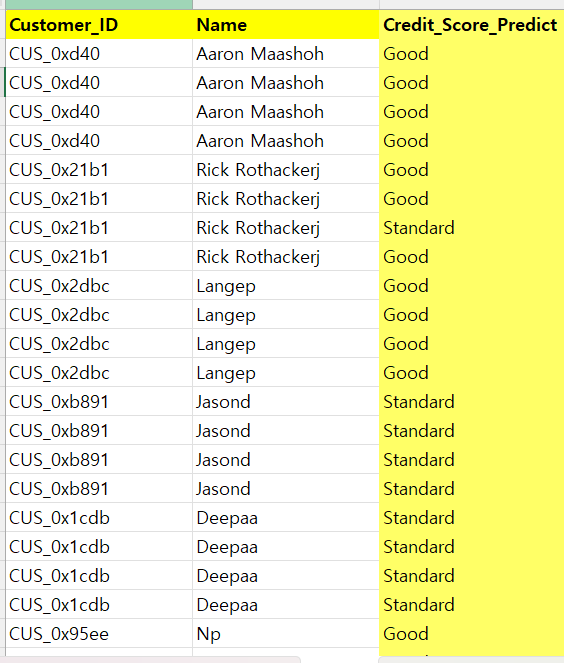 Customer_ID Name Credit_Score_Predict
CUS_0xd40 Aaron Maashoh Good
CUS_0xd40 Aaron Maashoh Good
CUS_0xd40 Aaron Maashoh Good
CUS_0xd40 Aaron Maashoh Good
CUS_0x21b1 Rick Rothackerj Good
CUS_0x21b1 Rick Rothackerj Good
CUS_0x21b1 Rick Rothackerj Standard
CUS_0x21b1 Rick Rothackerj Good
CUS_0x2dbc Langep Good
CUS_0x2dbc Langep Good
CUS_0x2dbc Langep Good
CUS_0x2dbc Langep Good
CUS_0xb891 Jasond Standard
CUS_0xb891 Jasond Standard
CUS_0xb891 Jasond Standard
CUS_0xb891 Jasond Standard
CUS_0x1cdb Deepaa Standard
CUS_0x1cdb Deepaa Standard
CUS_0x1cdb Deepaa Standard
CUS_0x1cdb Deepaa Standard
CUS_0x95ee Np Good